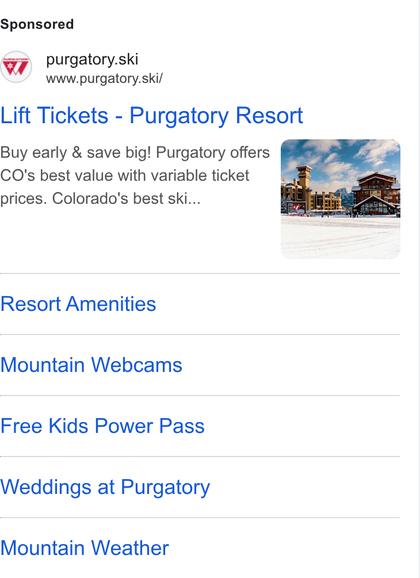 Sponsored
purgatory.ski
www.purgatory.ski/
Lift Tickets - Purgatory Resort
Buy early & save big! Purgatory offers
CO's best value with variable ticket
prices. Colorado's best ski...
Resort Amenities
Mountain Webcams
Free Kids Power Pass
Weddings at Purgatory
Mountain Weather